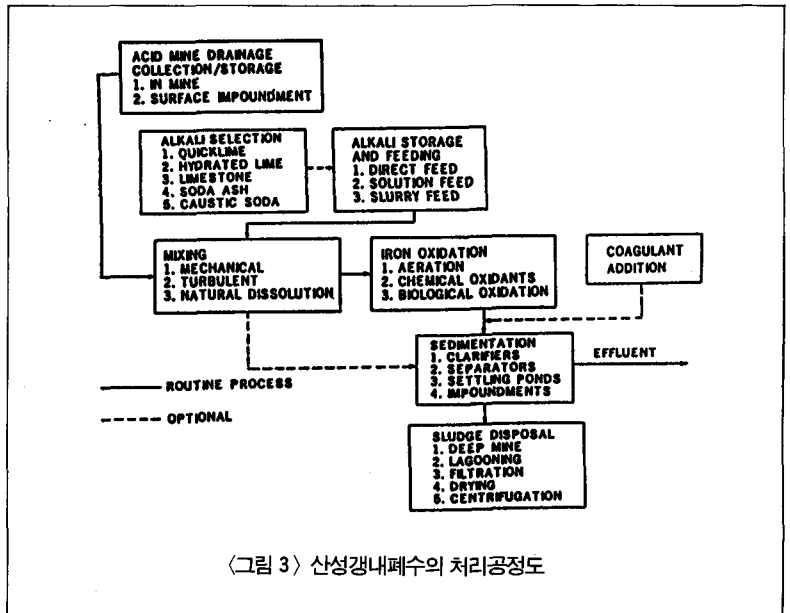 ACID MINE DRAINAGE
COLLECTION/STORAGE
1. IN MINE
2. SURFACE IMPOUNDMENT
ALKALI SELECTION
1. QUICKLIME
2. HYDRATED LIME
3. LIMESTONE
4. SODA ASH
5. CAUSTIC SODA
ALKALI STORAGE
AND FEEDING
1. DIRECT FEED
2. SOLUTION FEED
3. SLURRY FEED
MIXING
1. MECHANICAL
2. TURBULENT
3. NATURAL DISSOLUTION
IRON OXIDATION
1. AERATION
2. CHEMICAL OXIDANTS
3. BIOLOGICAL OXIDATION
COAGULANT
ADDITION
SEDIMENTATION
1. CLARIFIERS
2. SEPARATORS
3. SETTLING PONDS
4. IMPOUNDMENTS
EFFLUENT
ROUTINE PROCESS
OPTIONAL
SLUDGE DISPOSAL
1. DEEP MINE
2. LAGOONING
3. FILTRATION
4. DRYING
5. CENTRIFUGATION
〈그림 3〉 산성갱내폐수의 처리공정도